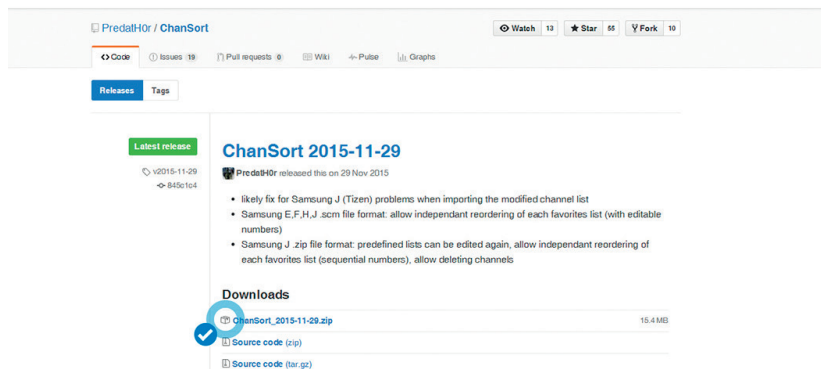 PredatH0r / ChanSort
Watch 13 Star 55 Fork 10
Code Issues 19 Pull requests 0 Wiki Pulse Graphs
Releases Tags
Latest release
v2015-11-29
845c1c4
ChanSort 2015-11-29
PredatH0r released this on 29 Nov 2015
• likely fix for Samsung J (Tizen) problems when importing the modified channel list
• Samsung E,F,H,J .scm file format: allow independant reordering of each favorites list (with editable
numbers)
• Samsung J .zip file format: predefined lists can be edited again, allow independant reordering of
each favorites list (sequential numbers), allow deleting channels
Downloads
ChanSort_2015-11-29.zip 15.4 MB
Source code (zip)
Source code (tar.gz)